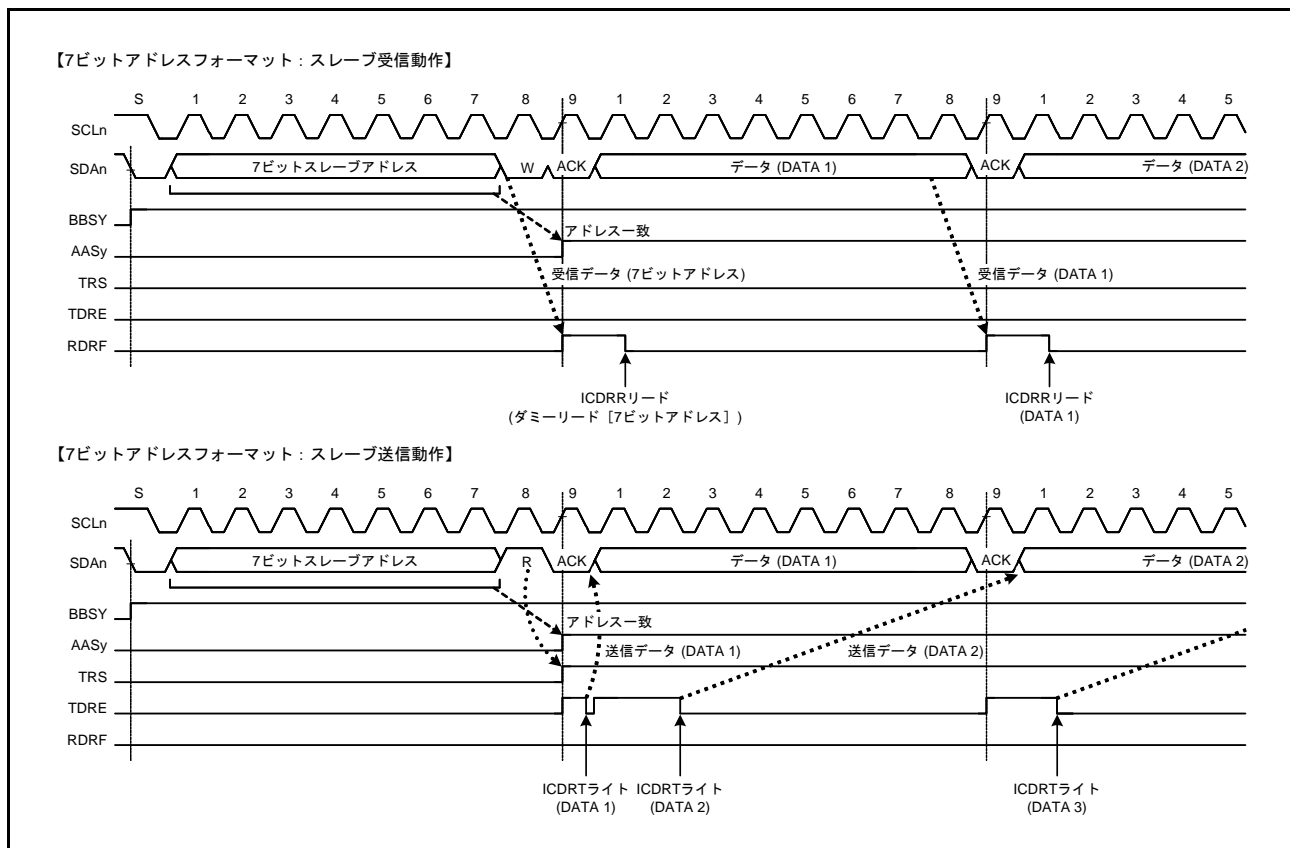 【7ビットアドレスフォーマット：スレーブ受信動作】
S 1 2 3 4 5 6 7 8 9 1 2 3 4 5 6 7 8 9 1 2 3 4 5
SCLn
SDAn 7ビットスレーブアドレス W ACK データ (DATA 1) ACK データ (DATA 2)
BBSY
アドレス一致
AASy
受信データ (7ビットアドレス) 受信データ (DATA 1)
TRS
TDRE
RDRF
ICDRRリード ICDRRリード
(ダミーリード［7ビットアドレス］) (DATA 1)
【7ビットアドレスフォーマット：スレーブ送信動作】
S 1 2 3 4 5 6 7 8 9 1 2 3 4 5 6 7 8 9 1 2 3 4 5
SCLn
SDAn 7ビットスレーブアドレス R ACK データ (DATA 1) ACK データ (DATA 2)
BBSY
アドレス一致
AASy
送信データ (DATA 1) 送信データ (DATA 2)
TRS
TDRE
RDRF
ICDRTライト ICDRTライト ICDRTライト
(DATA 1) (DATA 2) (DATA 3)